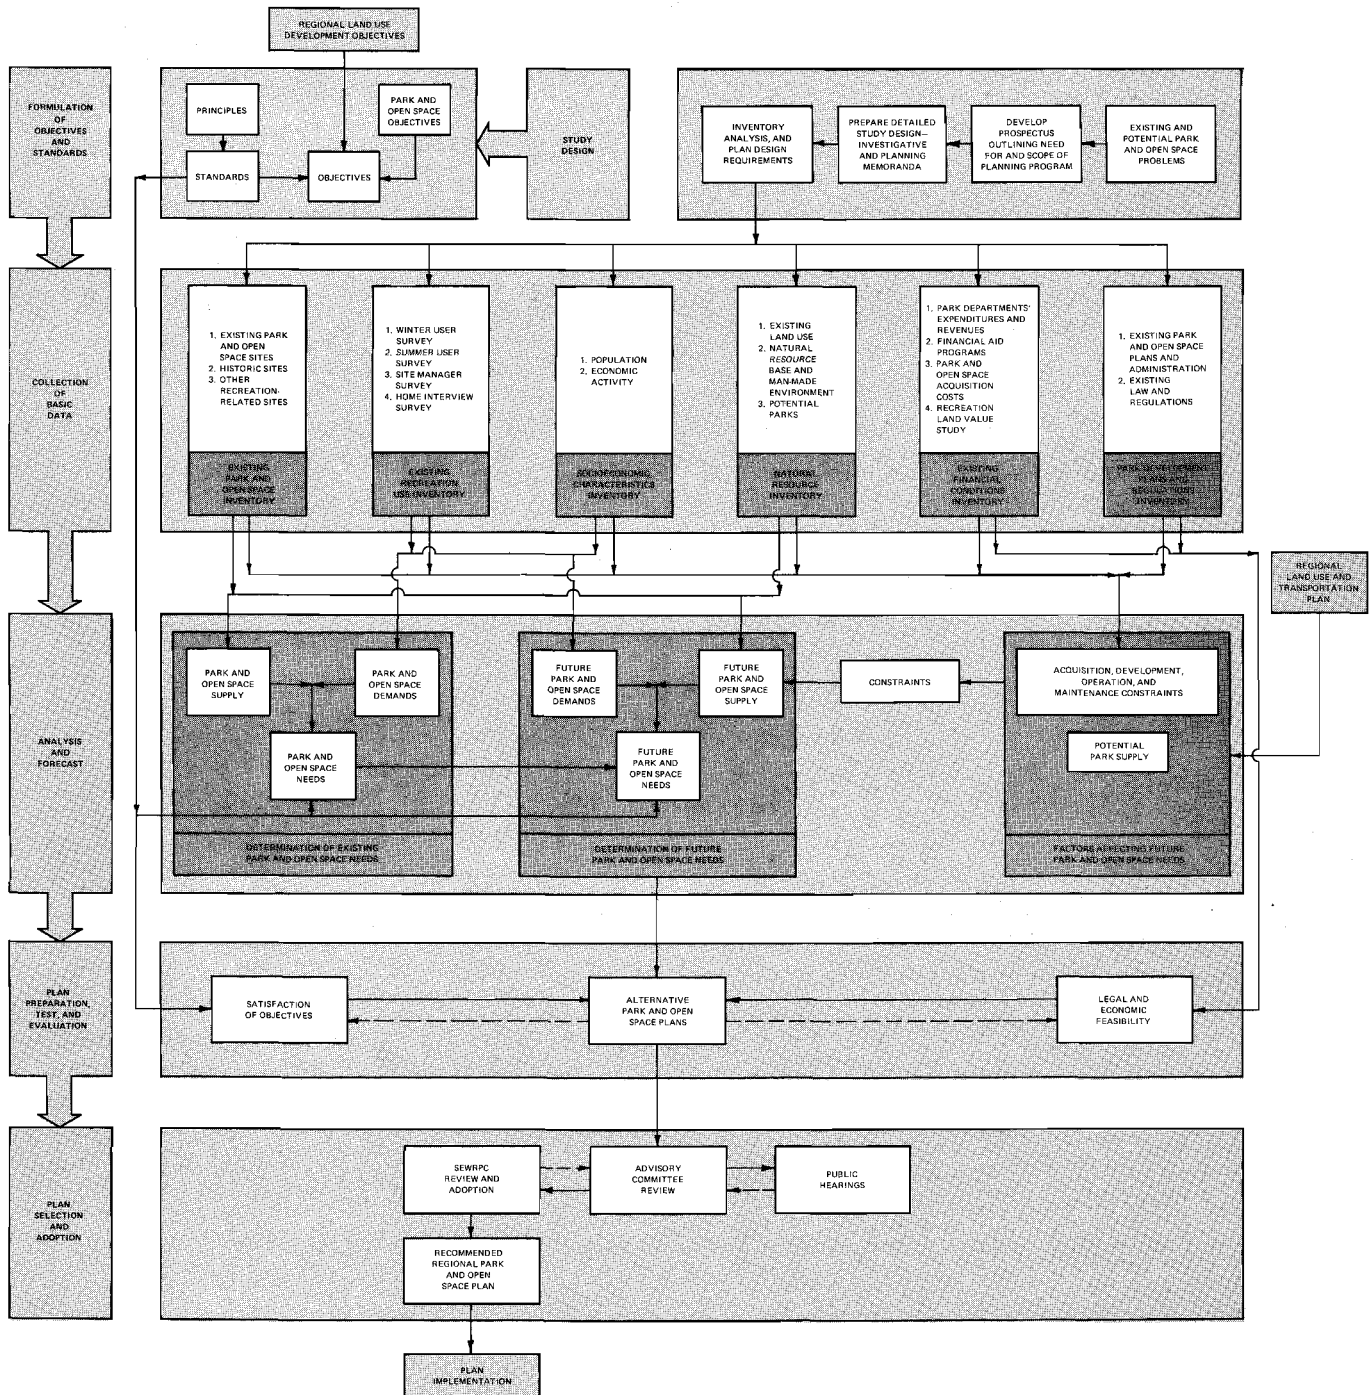 REGIONAL LAND USE
DEVELOPMENT OBJECTIVES
FORMULATION
OF
OBJECTIVES
AND
STANDARDS
PRINCIPLES
PARK AND
OPEN SPACE
OBJECTIVES
STANDARDS
OBJECTIVES
STUDY
DESIGN
INVENTORY
ANALYSIS, AND
PLAN DESIGN
REQUIREMENTS
PREPARE DETAILED
STUDY DESIGN—
INVESTIGATIVE
AND PLANNING
MEMORANDA
DEVELOP
PROSPECTUS
OUTLINING NEED
FOR AND SCOPE OF
PLANNING PROGRAM
EXISTING AND
POTENTIAL PARK
AND OPEN SPACE
PROBLEMS
COLLECTION
OF
BASIC
DATA
1. EXISTING PARK
AND OPEN
SPACE SITES
2. HISTORIC SITES
3. OTHER
RECREATION-
RELATED SITES
EXISTING
PARK AND
OPEN SPACE
INVENTORY
1. WINTER USER
SURVEY
2. SUMMER USER
SURVEY
3. SITE MANAGER
SURVEY
4. HOME INTERVIEW
SURVEY
EXISTING
RECREATION
USE INVENTORY
1. POPULATION
2. ECONOMIC
ACTIVITY
SOCIOECONOMIC
CHARACTERISTICS
INVENTORY
1. EXISTING
LAND USE
2. NATURAL
RESOURCE
BASE AND
MAN-MADE
ENVIRONMENT
3. POTENTIAL
PARKS
NATURAL
RESOURCE
INVENTORY
1. PARK DEPARTMENTS'
EXPENDITURES AND
REVENUES
2. FINANCIAL AID
PROGRAMS
3. PARK AND
OPEN SPACE
ACQUISITION
COSTS
4. RECREATION
LAND VALUE
STUDY
EXISTING
FINANCIAL
CONDITIONS
INVENTORY
1. EXISTING PARK
AND OPEN SPACE
PLANS AND
ADMINISTRATION
2. EXISTING
LAW AND
REGULATIONS
PARK DEVELOPMENT
PLANS AND
REGULATIONS
INVENTORY
REGIONAL
LAND USE AND
TRANSPORTATION
PLAN
ANALYSIS
AND
FORECAST
PARK AND
OPEN SPACE
SUPPLY
PARK AND
OPEN SPACE
DEMANDS
PARK AND
OPEN SPACE
NEEDS
DETERMINATION OF EXISTING
PARK AND OPEN SPACE NEEDS
FUTURE
PARK AND
OPEN SPACE
DEMANDS
FUTURE
PARK AND
OPEN SPACE
SUPPLY
FUTURE
PARK AND
OPEN SPACE
NEEDS
DETERMINATION OF FUTURE
PARK AND OPEN SPACE NEEDS
CONSTRAINTS
ACQUISITION, DEVELOPMENT,
OPERATION, AND
MAINTENANCE CONSTRAINTS
POTENTIAL
PARK SUPPLY
FACTORS AFFECTING FUTURE
PARK AND OPEN SPACE NEEDS
PLAN
PREPARATION,
TEST, AND
EVALUATION
SATISFACTION
OF OBJECTIVES
ALTERNATIVE
PARK AND OPEN
SPACE PLANS
LEGAL AND
ECONOMIC
FEASIBILITY
PLAN
SELECTION
AND
ADOPTION
SEWRPC
REVIEW AND
ADOPTION
ADVISORY
COMMITTEE
REVIEW
PUBLIC
HEARINGS
RECOMMENDED
REGIONAL PARK
AND OPEN
SPACE PLAN
PLAN
IMPLEMENTATION